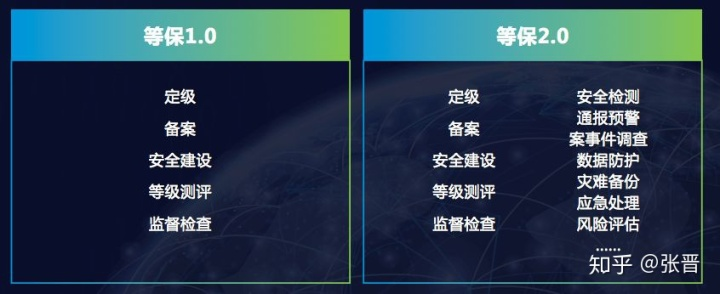 等保1.0
定级
备案
安全建设
等级测评
监督检查
等保2.0
定级
备案
安全建设
等级测评
监督检查
安全检测
通报预警
案事件调查
数据防护
灾难备份
应急处理
风险评估
......
知乎 @张晋